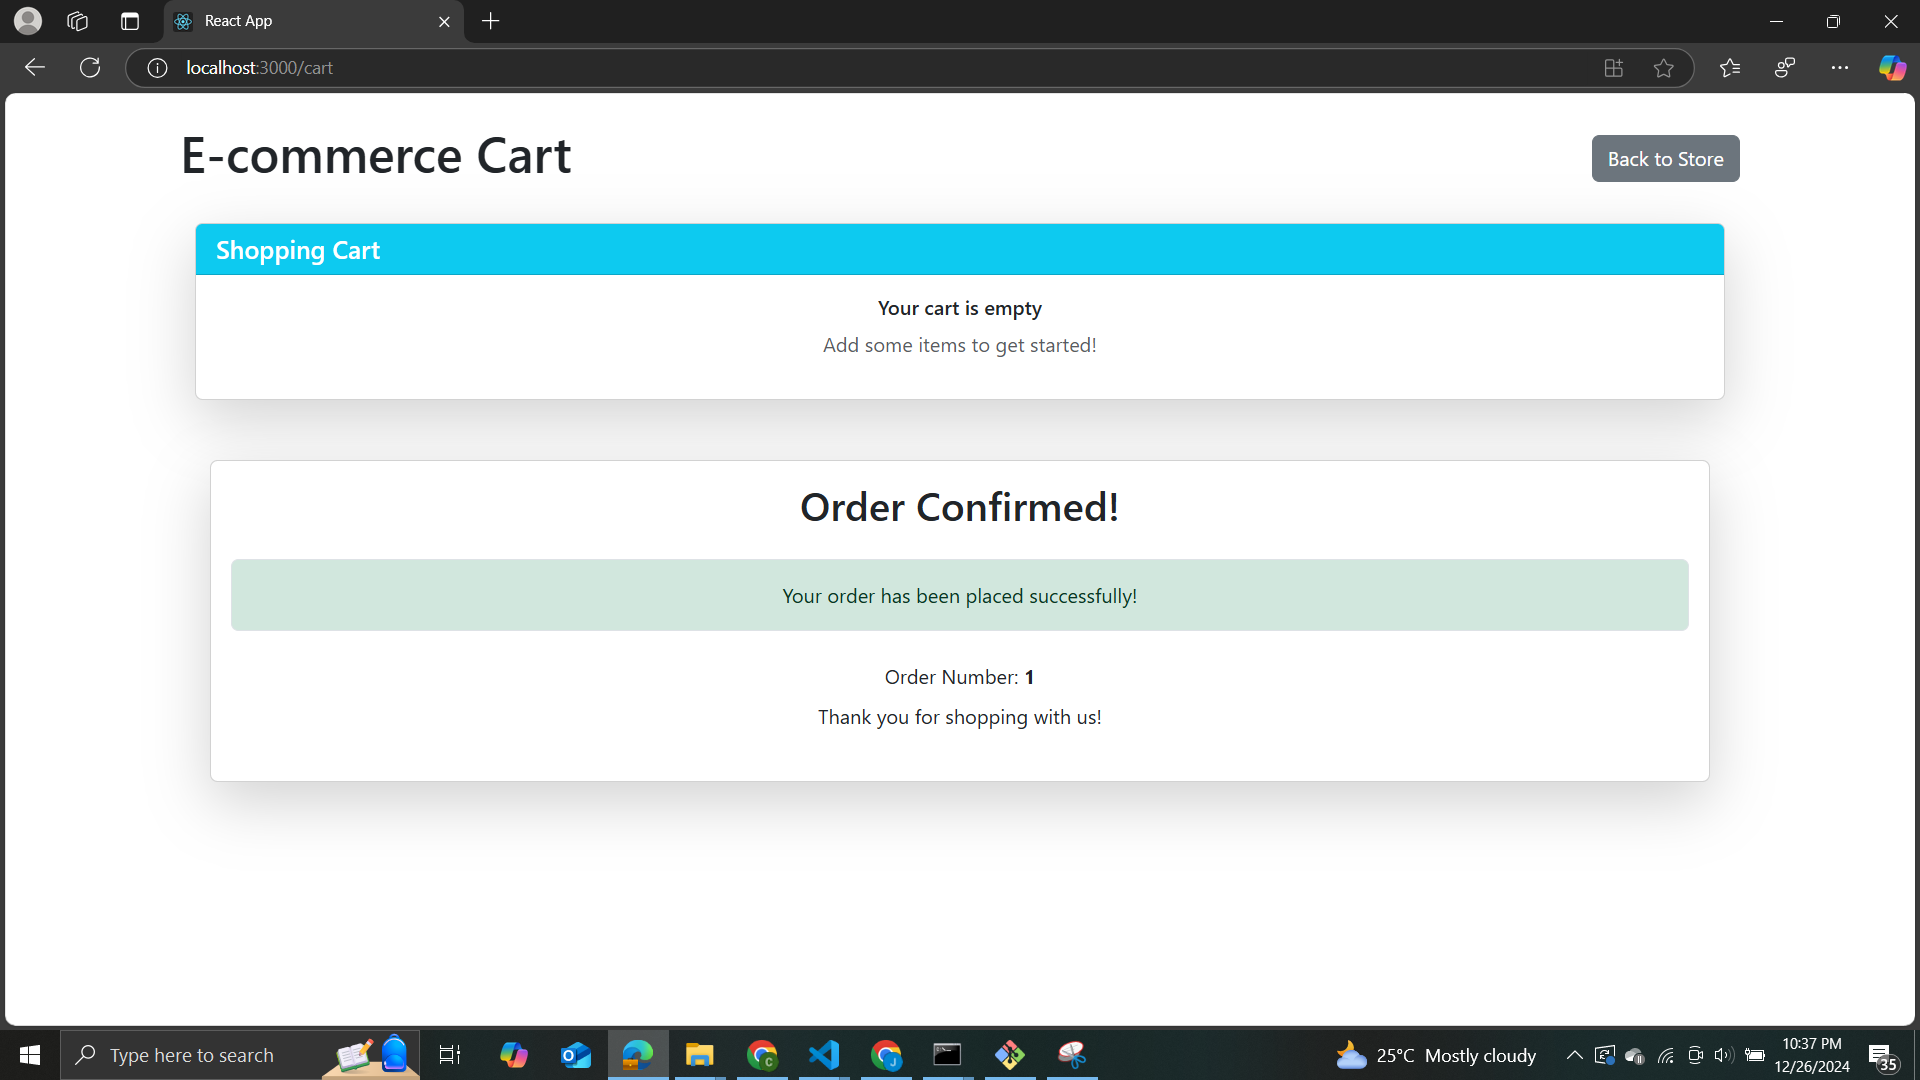 React App
localhost:3000/cart
E-commerce Cart
Back to Store
Shopping Cart
Your cart is empty
Add some items to get started!
Order Confirmed!
Your order has been placed successfully!
Order Number: 1
Thank you for shopping with us!
Type here to search
25°C Mostly cloudy
10:37 PM
12/26/2024
35